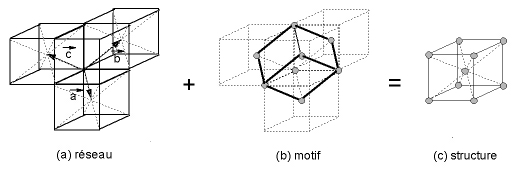 c
b
a
+
=
(a) réseau
(b) motif
(c) structure